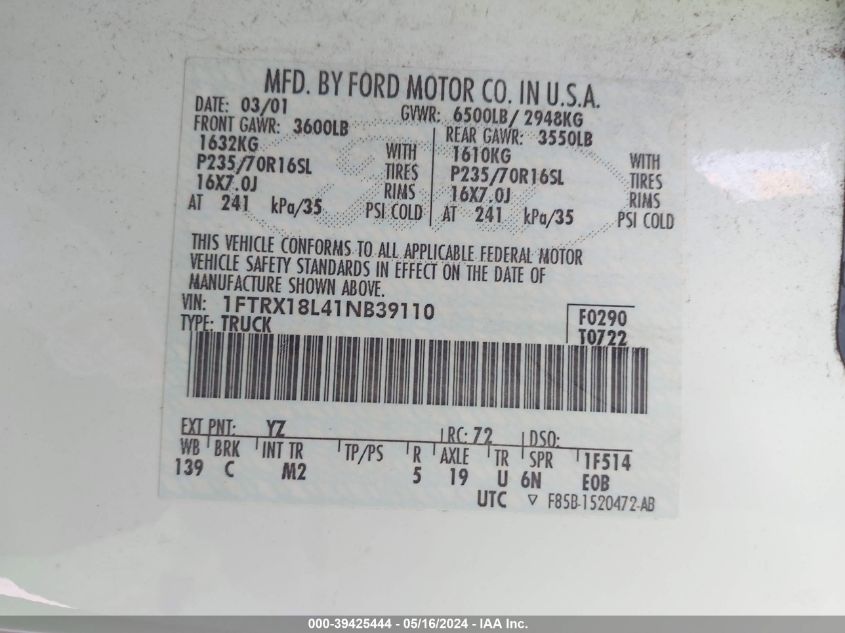 MFD. BY FORD MOTOR CO. IN U.S.A.
DATE: 03/01 GVWR: 6500LB/ 2948KG
FRONT GAWR: 3600LB REAR GAWR: 3550LB
1632KG WITH 1610KG WITH
P235/70R16SL TIRES P235/70R16SL TIRES
16X7.0J RIMS 16X7.0J RIMS
AT 241 kPa/35 PSI COLD AT 241 kPa/35 PSI COLD
THIS VEHICLE CONFORMS TO ALL APPLICABLE FEDERAL MOTOR
VEHICLE SAFETY STANDARDS IN EFFECT ON THE DATE OF
MANUFACTURE SHOWN ABOVE.
VIN: 1FTRX18L41NB39110 F0290
TYPE: TRUCK T0722
EXT PNT: YZ RC: 72 DSO:
WB BRK INT TR TP/PS R AXLE TR SPR 1F514
139 C M2 5 19 U 6N EOB
UTC ▽ F85B-1520472-AB
000-39425444 - 05/16/2024 - IAA Inc.